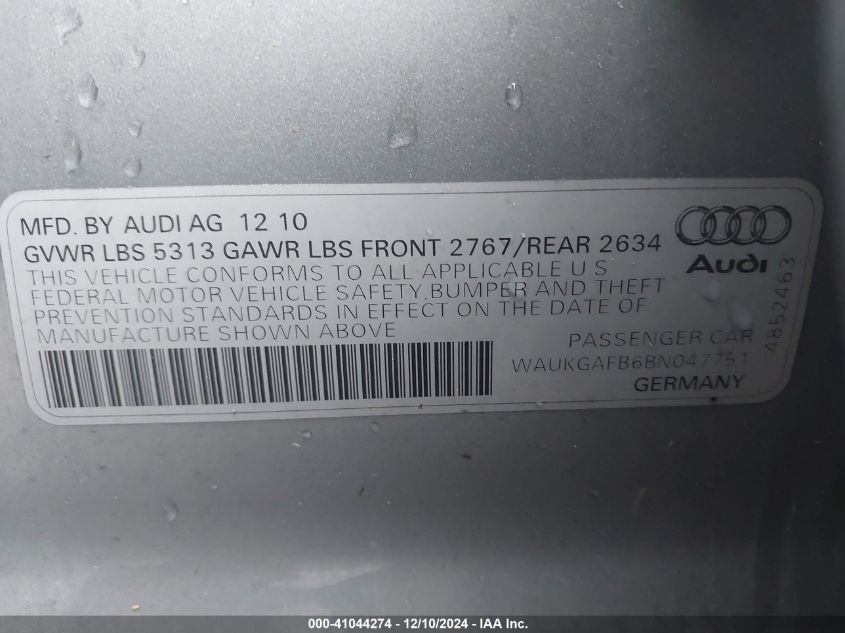 MFD. BY AUDI AG 12 10
GVWR LBS 5313 GAWR LBS FRONT 2767/REAR 2634
THIS VEHICLE CONFORMS TO ALL APPLICABLE U.S
FEDERAL MOTOR VEHICLE SAFETY,BUMPER AND THEFT
PREVENTION STANDARDS IN EFFECT ON THE DATE OF
MANUFACTURE SHOWN ABOVE
Audi
4852463
PASSENGER CAR
WAUKGAFB6BN047751
GERMANY
000-41044274 - 12/10/2024 - IAA Inc.